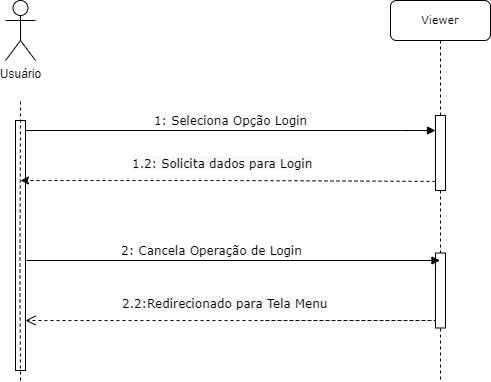 Viewer
Usuário
1: Seleciona Opção Login
1.2: Solicita dados para Login
2: Cancela Operação de Login
2.2:Redirecionado para Tela Menu